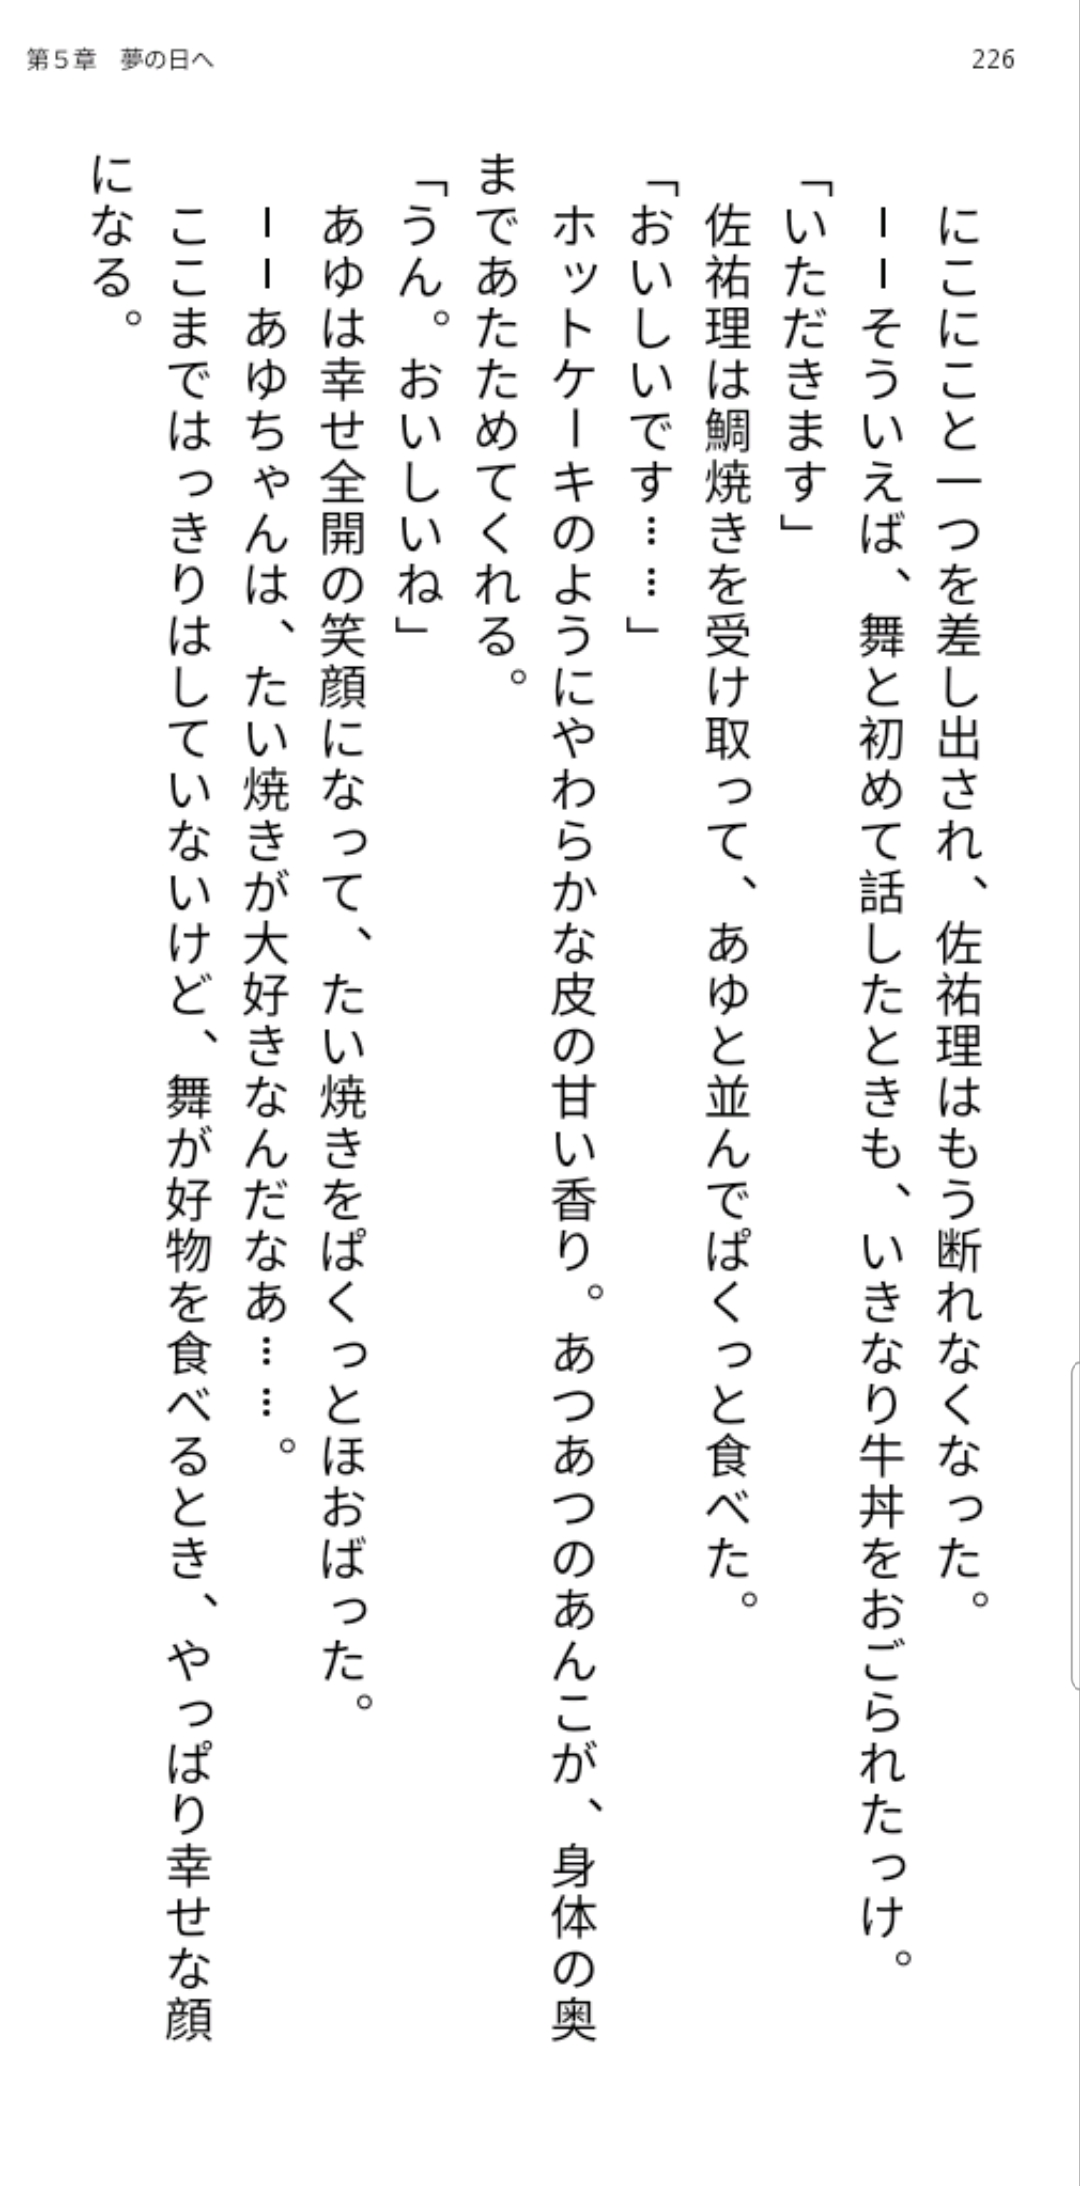 第５章　夢の日へ
226
　にこにこと一つを差し出され、佐祐理はもう断れなくなった。
　――そういえば、舞と初めて話したときも、いきなり牛丼をおごられたっけ。
「いただきます」
　佐祐理は鯛焼きを受け取って、あゆと並んでぱくっと食べた。
「おいしいです……」
　ホットケーキのようにやわらかな皮の甘い香り。あつあつのあんこが、身体の奥
まであたためてくれる。
「うん。おいしいね」
　あゆは幸せ全開の笑顔になって、たい焼きをぱくっとほおばった。
　――あゆちゃんは、たい焼きが大好きなんだなあ……。
　ここまではっきりはしていないけど、舞が好物を食べるとき、やっぱり幸せな顔
になる。